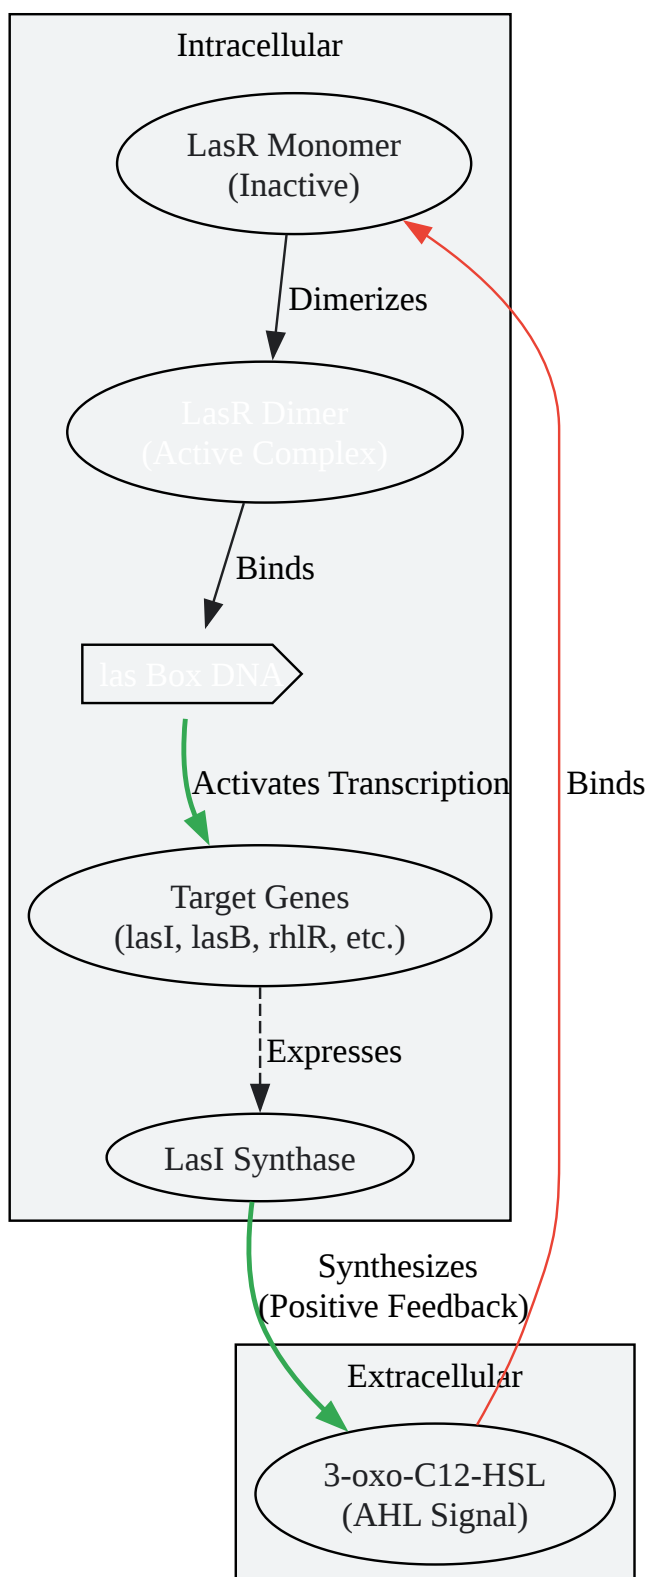 Intracellular
LasR Monomer
(Inactive)
Dimerizes
LasR Dimer
(Active Complex)
Binds
las Box DNA
Activates Transcription
Binds
Target Genes
(lasI, lasB, rhlR, etc.)
Expresses
LasI Synthase
Synthesizes
(Positive Feedback)
Extracellular
3-oxo-C12-HSL
(AHL Signal)